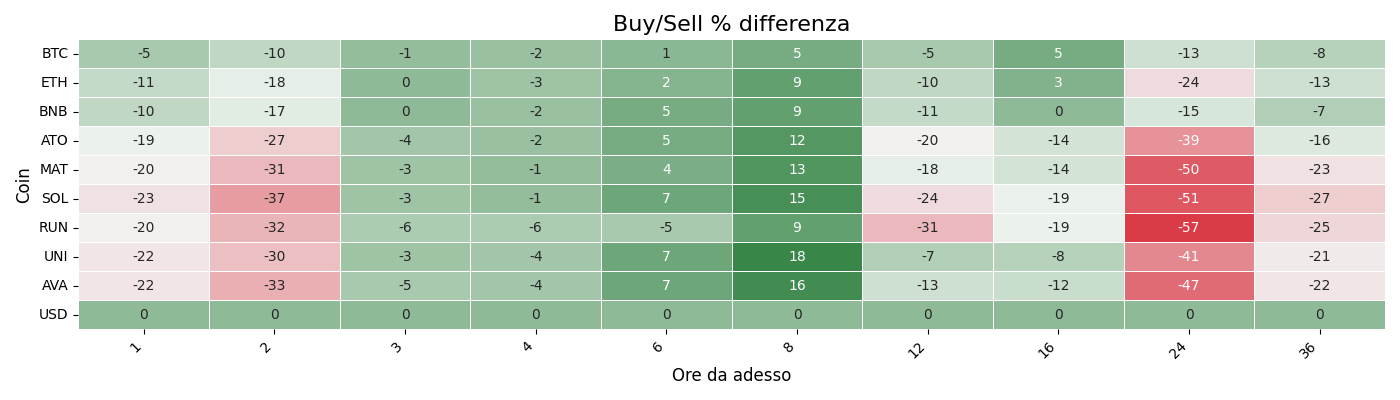 Buy/Sell % differenza
Coin
BTC -5 -10 -1 -2 1 5 -5 5 -13 -8
ETH -11 -18 0 -3 2 9 -10 3 -24 -13
BNB -10 -17 0 -2 5 9 -11 0 -15 -7
ATO -19 -27 -4 -2 5 12 -20 -14 -39 -16
MAT -20 -31 -3 -1 4 13 -18 -14 -50 -23
SOL -23 -37 -3 -1 7 15 -24 -19 -51 -27
RUN -20 -32 -6 -6 -5 9 -31 -19 -57 -25
UNI -22 -30 -3 -4 7 18 -7 -8 -41 -21
AVA -22 -33 -5 -4 7 16 -13 -12 -47 -22
USD 0 0 0 0 0 0 0 0 0 0
1 2 3 4 6 8 12 16 24 36
Ore da adesso